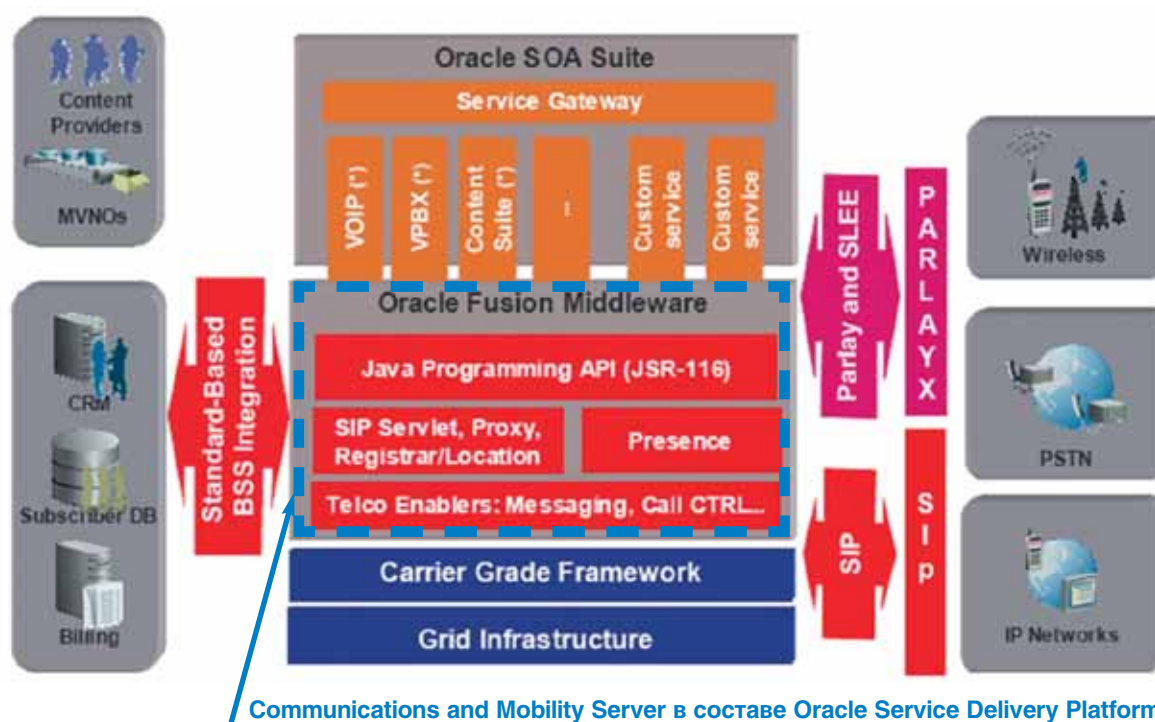 Content
Providers
MVNOs
CRM
Subscriber DB
Billing
Standard-Based
BSS Integration
Oracle SOA Suite
Service Gateway
VOIP (*)
VPBX (*)
Content
Suite (*)
...
Custom
service
Custom
service
Oracle Fusion Middleware
Java Programming API (JSR-116)
SIP Servlet, Proxy,
Registrar/Location
Presence
Telco Enablers: Messaging, Call CTRL...
Carrier Grade Framework
Grid Infrastructure
Parlay and SLEE
PARLAYX
SIP
SIp
Wireless
PSTN
IP Networks
Communications and Mobility Server в составе Oracle Service Delivery Platform